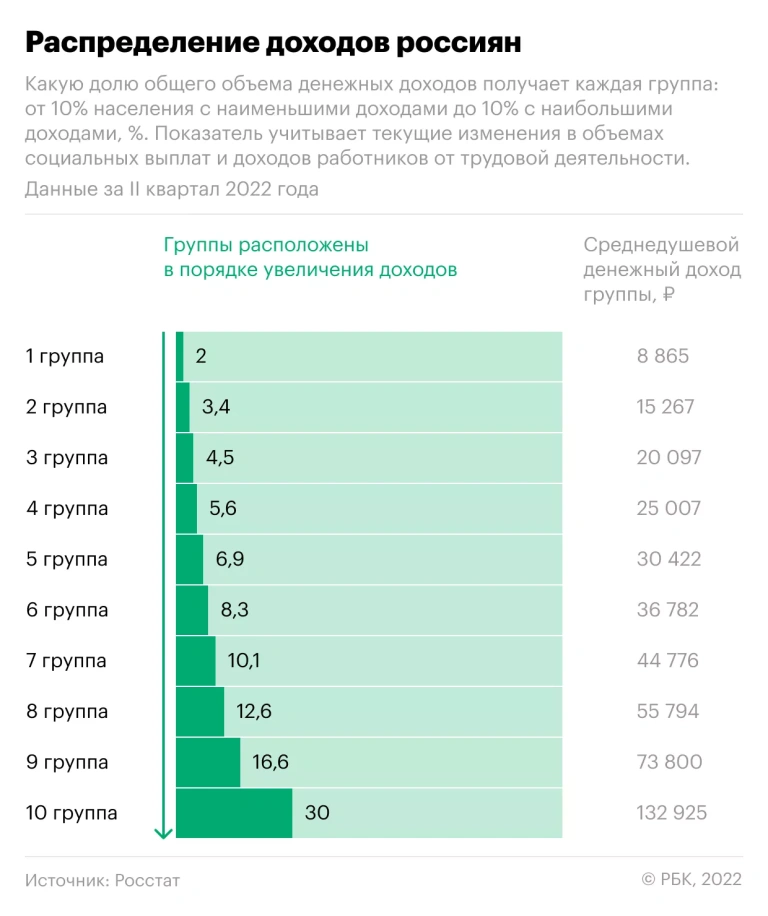 Распределение доходов россиян
Какую долю общего объема денежных доходов получает каждая группа:
от 10% населения с наименьшими доходами до 10% с наибольшими
доходами, %. Показатель учитывает текущие изменения в объемах
социальных выплат и доходов работников от трудовой деятельности.
Данные за II квартал 2022 года
Группы расположены
в порядке увеличения доходов
Среднедушевой
денежный доход
группы, ₽
1 группа 2 8 865
2 группа 3,4 15 267
3 группа 4,5 20 097
4 группа 5,6 25 007
5 группа 6,9 30 422
6 группа 8,3 36 782
7 группа 10,1 44 776
8 группа 12,6 55 794
9 группа 16,6 73 800
10 группа 30 132 925
Источник: Росстат © РБК, 2022